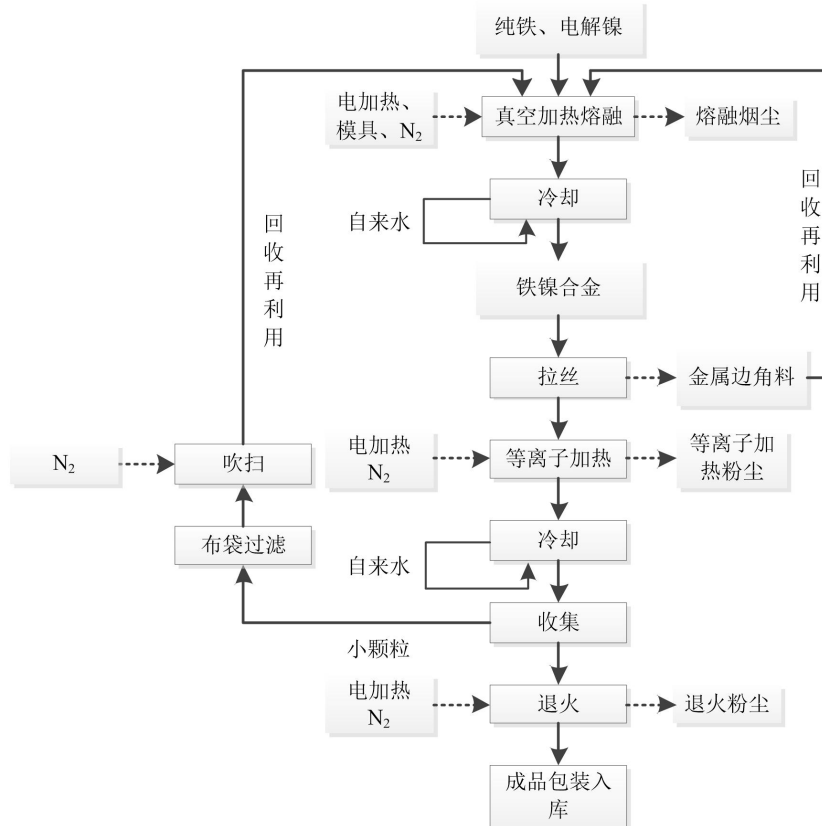 纯铁、电解镍
电加热、
模具、N₂
真空加热熔融
熔融烟尘
冷却
自来水
回
收
再
利
用
回
收
再
利
用
铁镍合金
拉丝
金属边角料
N₂
吹扫
电加热
N₂
等离子加热
等离子加
热粉尘
布袋过滤
自来水
冷却
收集
小颗粒
电加热
N₂
退火
退火粉尘
成品包装入
库